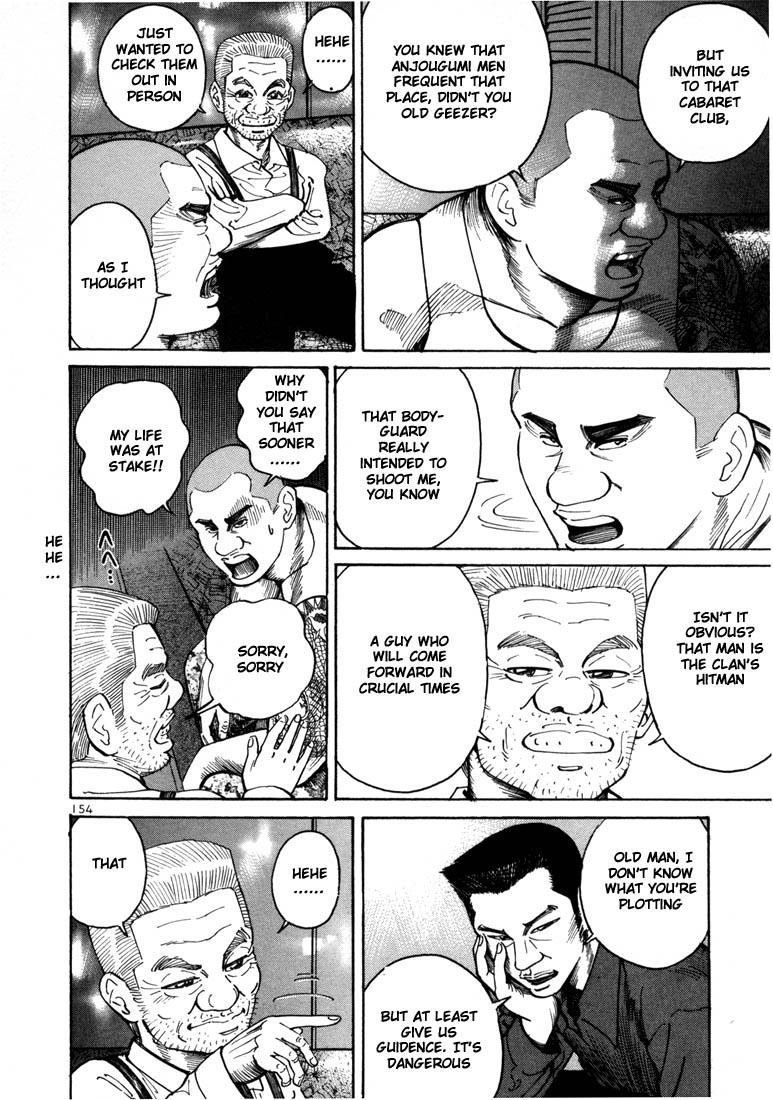 BUT
INVITING US
TO THAT
CABARET
CLUB,
YOU KNEW THAT
ANJOUGUMI MEN
FREQUENT THAT
PLACE, DIDN'T YOU
OLD GEEZER?
HEHE
......
JUST
WANTED TO
CHECK THEM
OUT IN
PERSON
AS I
THOUGHT
THAT BODY-
GUARD
REALLY
INTENDED TO
SHOOT ME,
YOU KNOW
ISN'T IT
OBVIOUS?
THAT MAN IS
THE CLAN'S
HITMAN
A GUY WHO
WILL COME
FORWARD IN
CRUCIAL TIMES
WHY
DIDN'T
YOU SAY
THAT
SOONER
......
MY LIFE
WAS AT
STAKE!!
HE
HE
...
SORRY,
SORRY
154
OLD MAN, I
DON'T KNOW
WHAT YOU'RE
PLOTTING
BUT AT LEAST
GIVE US
GUIDENCE. IT'S
DANGEROUS
HEHE
......
THAT